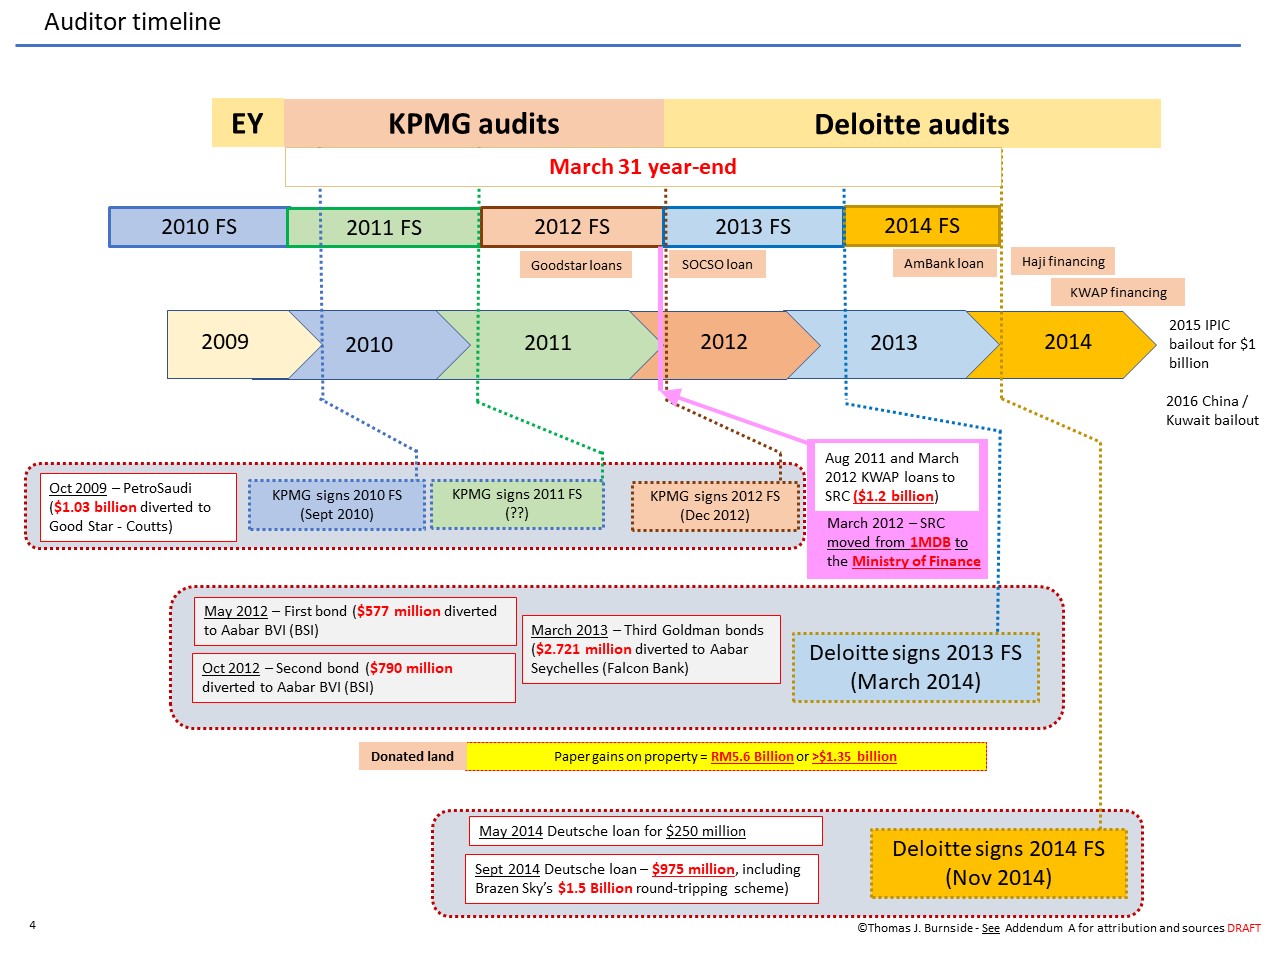 Auditor timeline
EY
KPMG audits
Deloitte audits
March 31 year-end
2010 FS
2011 FS
2012 FS
2013 FS
2014 FS
Goodstar loans
SOCSO loan
AmBank loan
Haji financing
KWAP financing
2009
2010
2011
2012
2013
2014
2015 IPIC
bailout for $1
billion
2016 China /
Kuwait bailout
Oct 2009 – PetroSaudi
($1.03 billion diverted to
Good Star - Coutts)
KPMG signs 2010 FS
(Sept 2010)
KPMG signs 2011 FS
(??)
KPMG signs 2012 FS
(Dec 2012)
Aug 2011 and March
2012 KWAP loans to
SRC ($1.2 billion)
March 2012 – SRC
moved from 1MDB to
the Ministry of Finance
May 2012 – First bond ($577 million diverted
to Aabar BVI (BSI)
Oct 2012 – Second bond ($790 million
diverted to Aabar BVI (BSI)
March 2013 – Third Goldman bonds
($2.721 million diverted to Aabar
Seychelles (Falcon Bank)
Deloitte signs 2013 FS
(March 2014)
Donated land
Paper gains on property = RM5.6 Billion or >$1.35 billion
May 2014 Deutsche loan for $250 million
Sept 2014 Deutsche loan – $975 million, including
Brazen Sky's $1.5 Billion round-tripping scheme)
Deloitte signs 2014 FS
(Nov 2014)
4
©Thomas J. Burnside - See Addendum A for attribution and sources DRAFT